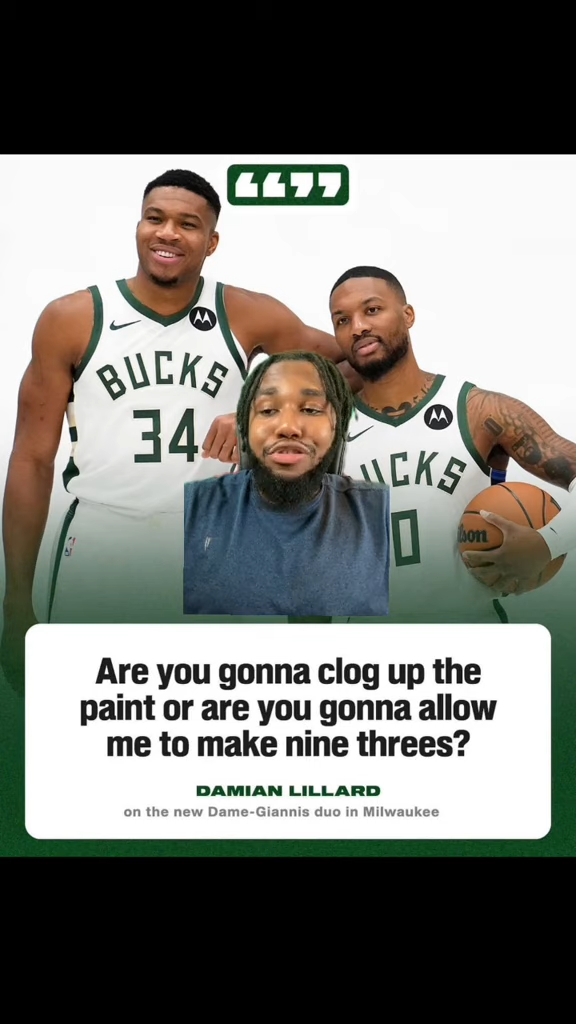 ““””
BUCKS
34
UCKS
0
Wilson
Are you gonna clog up the
paint or are you gonna allow
me to make nine threes?
DAMIAN LILLARD
on the new Dame-Giannis duo in Milwaukee